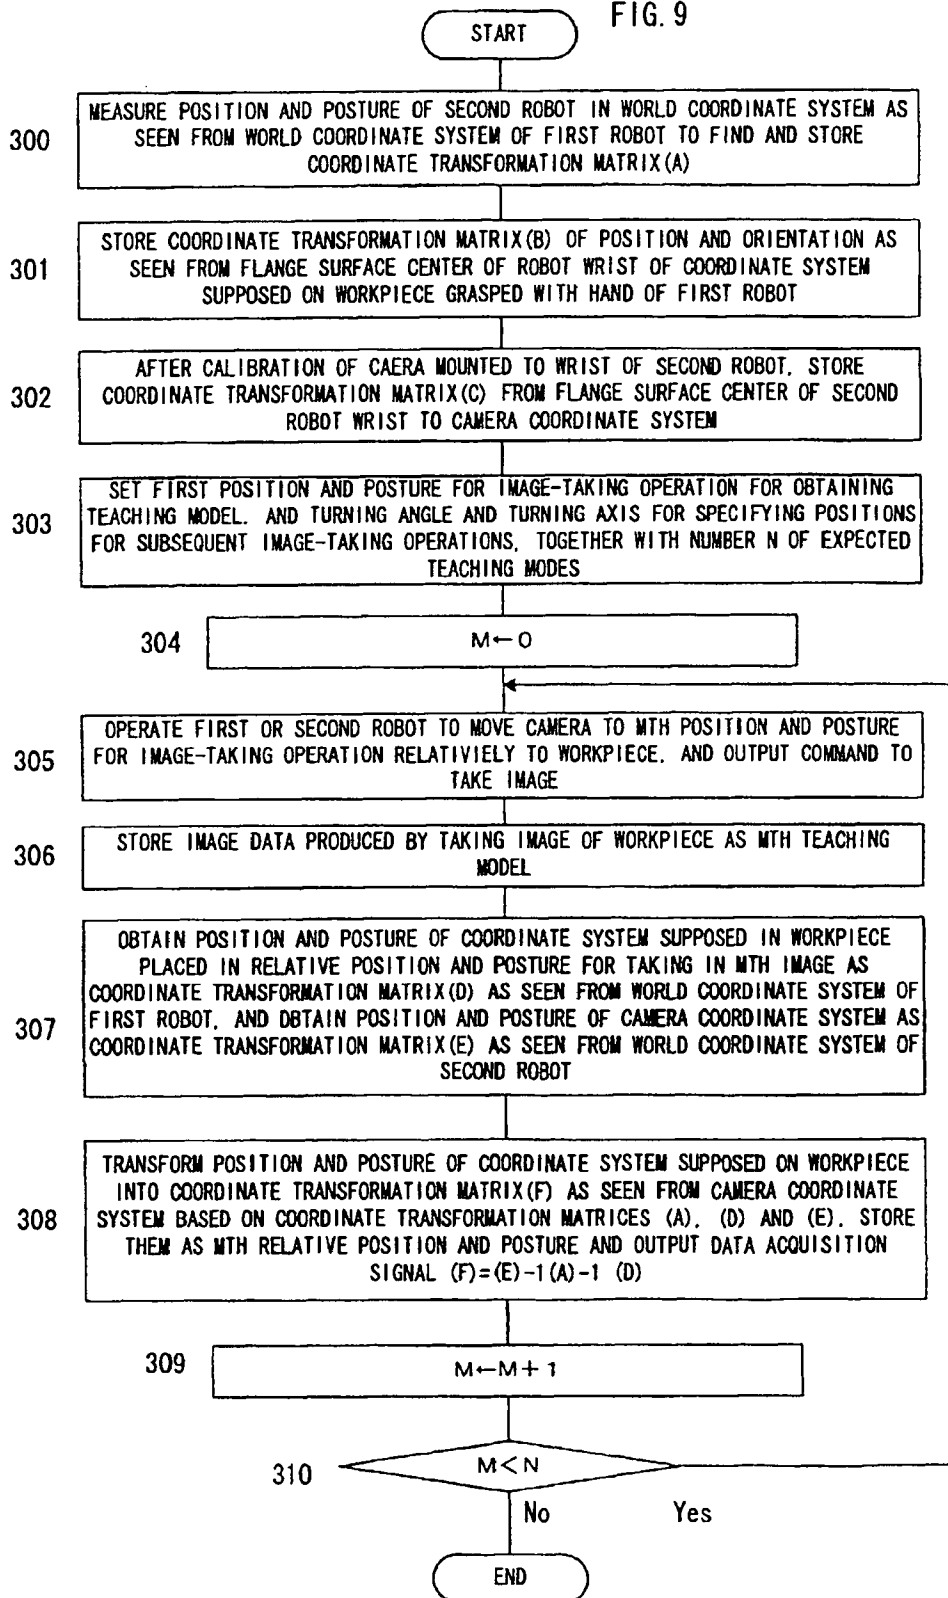 FIG. 9
START
300
MEASURE POSITION AND POSTURE OF SECOND ROBOT IN WORLD COORDINATE SYSTEM AS
SEEN FROM WORLD COORDINATE SYSTEM OF FIRST ROBOT TO FIND AND STORE
COORDINATE TRANSFORMATION MATRIX(A)
301
STORE COORDINATE TRANSFORMATION MATRIX(B) OF POSITION AND ORIENTATION AS
SEEN FROM FLANGE SURFACE CENTER OF ROBOT WRIST OF COORDINATE SYSTEM
SUPPOSED ON WORKPIECE GRASPED WITH HAND OF FIRST ROBOT
302
AFTER CALIBRATION OF CAERA MOUNTED TO WRIST OF SECOND ROBOT. STORE
COORDINATE TRANSFORMATION MATRIX(C) FROM FLANGE SURFACE CENTER OF SECOND
ROBOT WRIST TO CAMERA COORDINATE SYSTEM
303
SET FIRST POSITION AND POSTURE FOR IMAGE-TAKING OPERATION FOR OBTAINING
TEACHING MODEL. AND TURNING ANGLE AND TURNING AXIS FOR SPECIFYING POSITIONS
FOR SUBSEQUENT IMAGE-TAKING OPERATIONS, TOGETHER WITH NUMBER N OF EXPECTED
TEACHING MODES
304
M←0
305
OPERATE FIRST OR SECOND ROBOT TO MOVE CAMERA TO MTH POSITION AND POSTURE
FOR IMAGE-TAKING OPERATION RELATIVIELY TO WORKPIECE. AND OUTPUT COMMAND TO
TAKE IMAGE
306
STORE IMAGE DATA PRODUCED BY TAKING IMAGE OF WORKPIECE AS MTH TEACHING
MODEL
307
OBTAIN POSITION AND POSTURE OF COORDINATE SYSTEM SUPPOSED IN WORKPIECE
PLACED IN RELATIVE POSITION AND POSTURE FOR TAKING IN MTH IMAGE AS
COORDINATE TRANSFORMATION MATRIX(D) AS SEEN FROM WORLD COORDINATE SYSTEM OF
FIRST ROBOT. AND OBTAIN POSITION AND POSTURE OF CAMERA COORDINATE SYSTEM AS
COORDINATE TRANSFORMATION MATRIX(E) AS SEEN FROM WORLD COORDINATE SYSTEM OF
SECOND ROBOT
308
TRANSFORM POSITION AND POSTURE OF COORDINATE SYSTEM SUPPOSED ON WORKPIECE
INTO COORDINATE TRANSFORMATION MATRIX(F) AS SEEN FROM CAMERA COORDINATE
SYSTEM BASED ON COORDINATE TRANSFORMATION MATRICES (A). (D) AND (E). STORE
THEM AS MTH RELATIVE POSITION AND POSTURE AND OUTPUT DATA ACQUISITION
SIGNAL (F)=(E)-1(A)-1 (D)
309
M←M+1
310
M<N
No
Yes
END